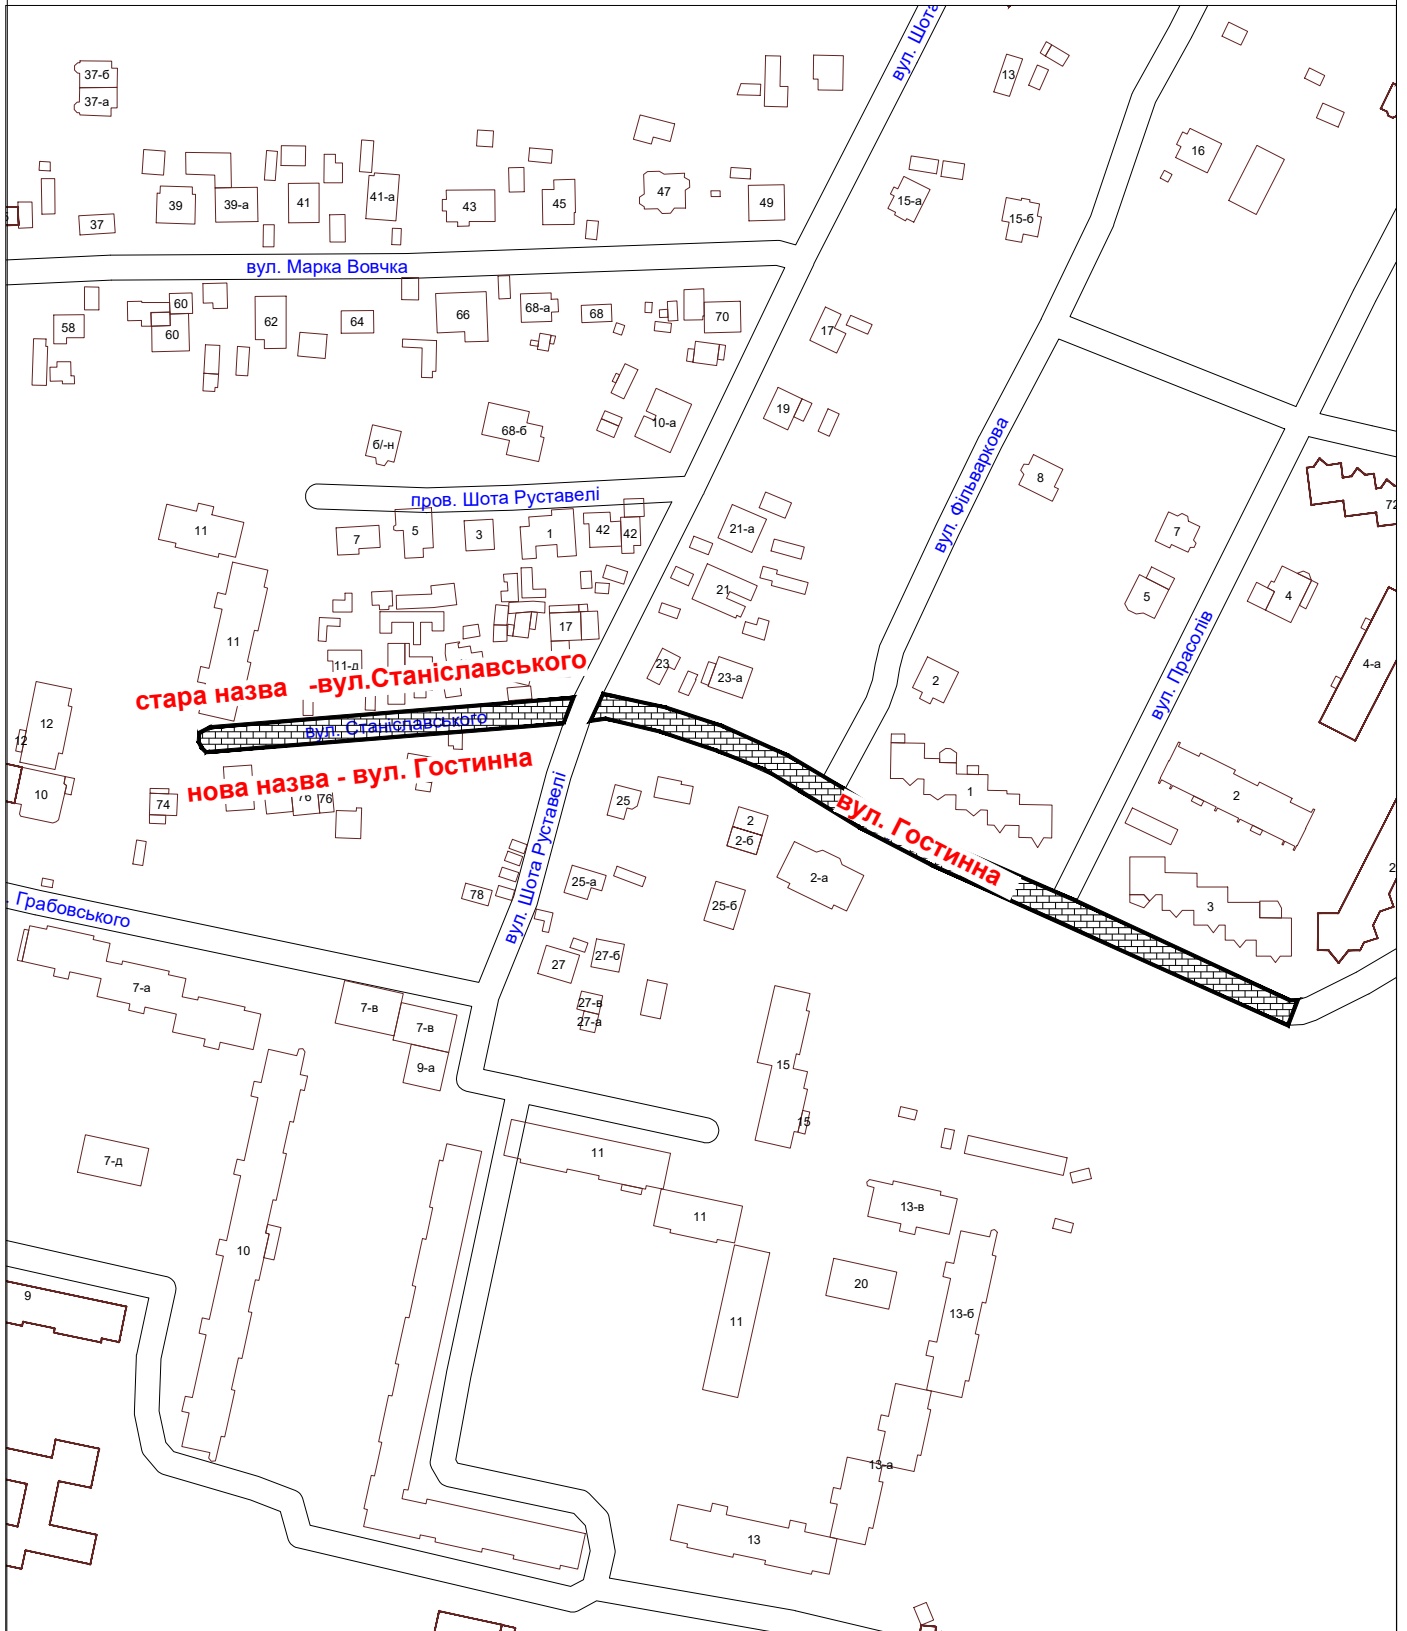 вул. Шота
37-б
37-а
13
16
39
39-а
41
41-а
43
45
47
49
37
15-а
15-б
вул. Марка Вовчка
58
60
60
62
64
66
68-а
68
70
17
19
б/-н
68-б
10-а
вул. Фільваркова
8
72
пров. Шота Руставелі
11
7
5
3
1
42
42
21-а
7
21
5
4
11
17
11-д
23
23-а
2
вул. Прасолів
4-а
стара назва -вул.Станіславського
вул. Станіславського
нова назва - вул. Гостинна
12
12
10
74
76
76
25
2
2-б
1
2
вул. Гостинна
вул. Шота Руставелі
78
25-а
25-б
2-а
3
2
. Грабовського
27
27-б
27-в
27-а
7-а
7-в
7-в
9-а
15
15
7-д
11
11
11
13-в
20
13-б
10
9
13-а
13